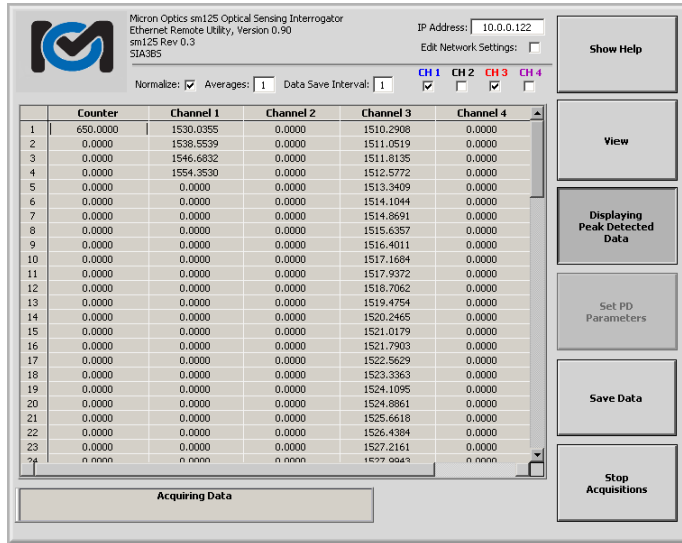 Micron Optics sm125 Optical Sensing Interrogator
Ethernet Remote Utility, Version 0.90
sm125 Rev 0.3
SIA3B5
IP Address: 10.0.0.122
Edit Network Settings:
Normalize: Averages: 1 Data Save Interval: 1
CH 1 CH 2 CH 3 CH 4
Show Help
View
Displaying
Peak Detected
Data
Set PD
Parameters
Save Data
Stop
Acquisitions
Counter Channel 1 Channel 2 Channel 3 Channel 4
1 650.0000 1530.0355 0.0000 1510.2908 0.0000
2 0.0000 1538.5539 0.0000 1511.0519 0.0000
3 0.0000 1546.6832 0.0000 1511.8135 0.0000
4 0.0000 1554.3530 0.0000 1512.5772 0.0000
5 0.0000 0.0000 0.0000 1513.3409 0.0000
6 0.0000 0.0000 0.0000 1514.1044 0.0000
7 0.0000 0.0000 0.0000 1514.8691 0.0000
8 0.0000 0.0000 0.0000 1515.6357 0.0000
9 0.0000 0.0000 0.0000 1516.4011 0.0000
10 0.0000 0.0000 0.0000 1517.1684 0.0000
11 0.0000 0.0000 0.0000 1517.9372 0.0000
12 0.0000 0.0000 0.0000 1518.7062 0.0000
13 0.0000 0.0000 0.0000 1519.4754 0.0000
14 0.0000 0.0000 0.0000 1520.2465 0.0000
15 0.0000 0.0000 0.0000 1521.0179 0.0000
16 0.0000 0.0000 0.0000 1521.7903 0.0000
17 0.0000 0.0000 0.0000 1522.5629 0.0000
18 0.0000 0.0000 0.0000 1523.3363 0.0000
19 0.0000 0.0000 0.0000 1524.1095 0.0000
20 0.0000 0.0000 0.0000 1524.8861 0.0000
21 0.0000 0.0000 0.0000 1525.6618 0.0000
22 0.0000 0.0000 0.0000 1526.4384 0.0000
23 0.0000 0.0000 0.0000 1527.2161 0.0000
24 0.0000 0.0000 0.0000 1527.9943 0.0000
Acquiring Data